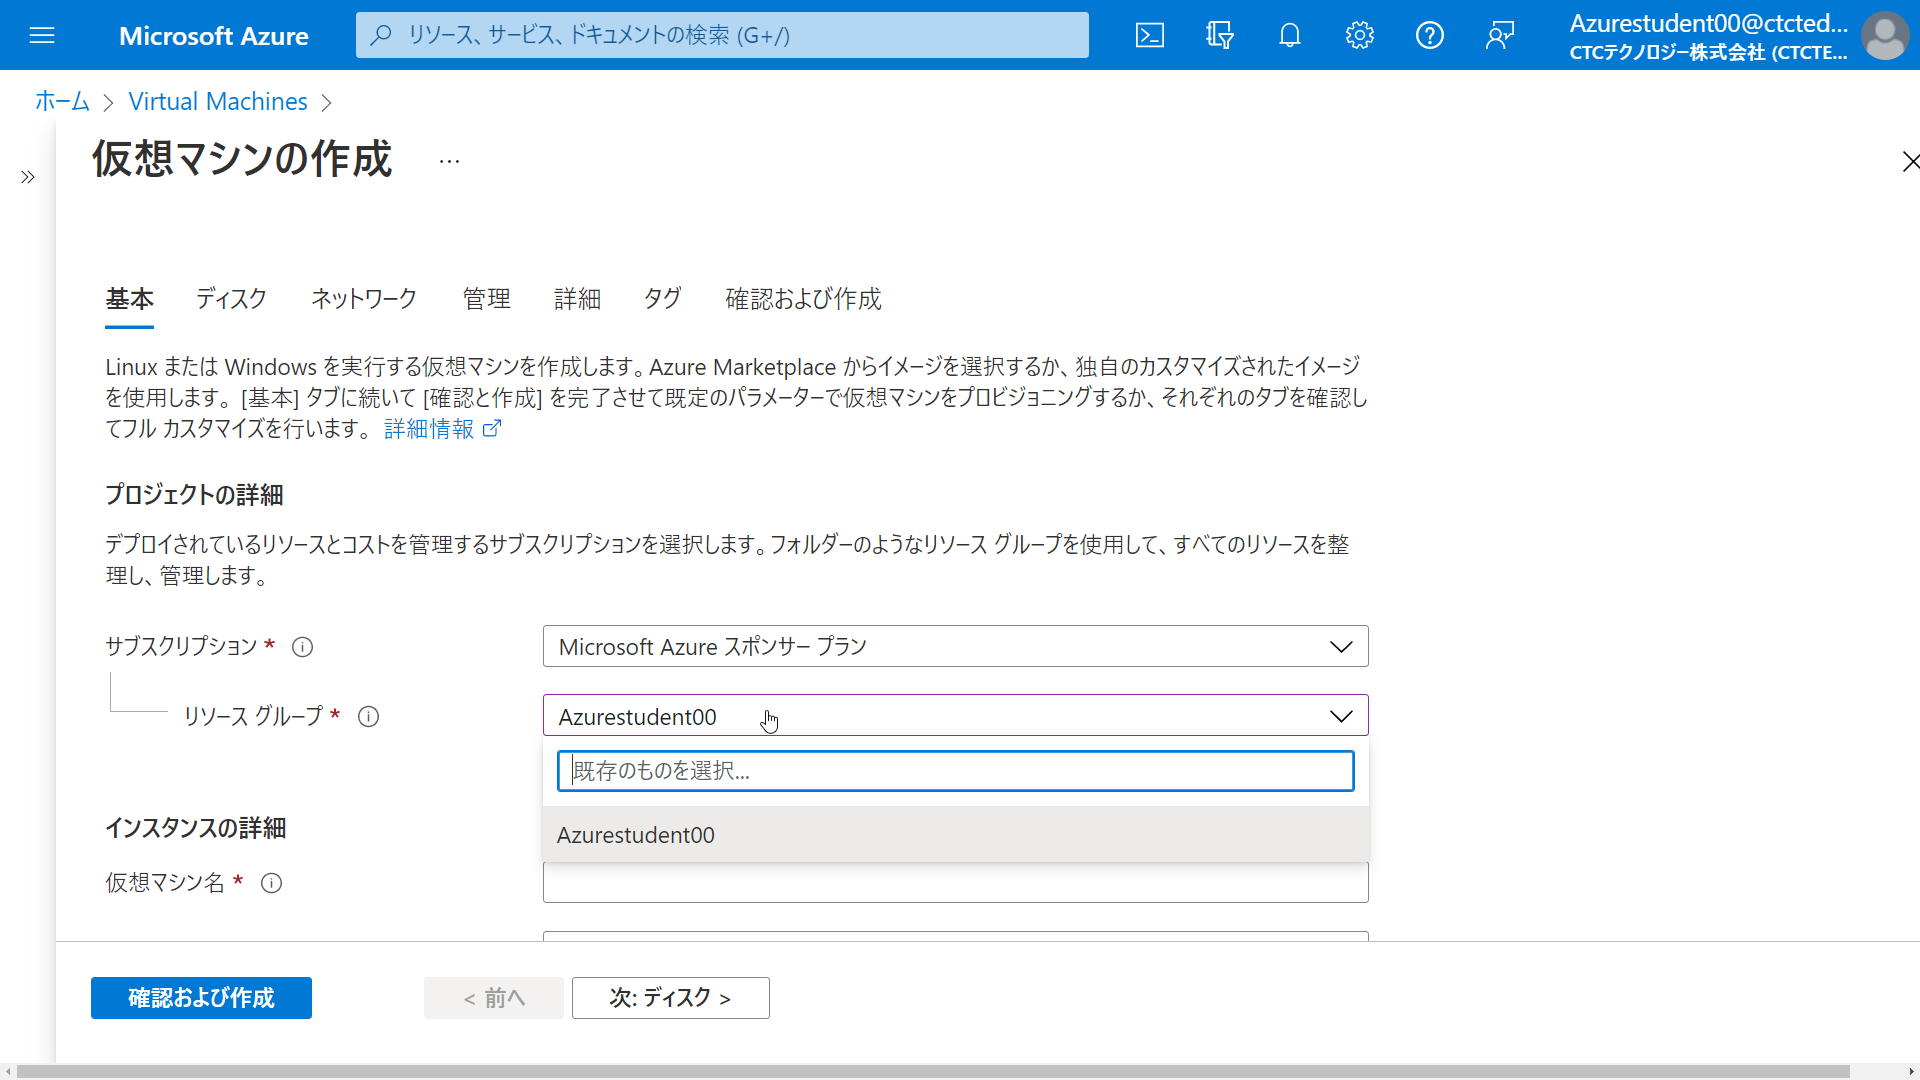 Microsoft Azure
リソース、サービス、ドキュメントの検索 (G+/)
Azurestudent00@ctcted...
CTCテクノロジー株式会社 (CTCTE...
ホーム > Virtual Machines >
仮想マシンの作成 ...
基本 ディスク ネットワーク 管理 詳細 タグ 確認および作成
Linux または Windows を実行する仮想マシンを作成します。Azure Marketplace からイメージを選択するか、独自のカスタマイズされたイメージ
を使用します。[基本] タブに続いて [確認と作成] を完了させて既定のパラメーターで仮想マシンをプロビジョニングするか、それぞれのタブを確認し
てフル カスタマイズを行います。 詳細情報
プロジェクトの詳細
デプロイされているリソースとコストを管理するサブスクリプションを選択します。フォルダーのようなリソース グループを使用して、すべてのリソースを整
理し、管理します。
サブスクリプション *
Microsoft Azure スポンサー プラン
リソース グループ *
Azurestudent00
既存のものを選択...
Azurestudent00
インスタンスの詳細
仮想マシン名 *
確認および作成
< 前へ
次: ディスク >